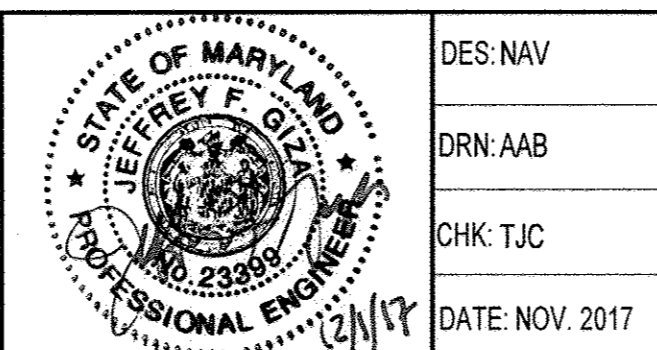 STATE OF MARYLAND
JEFFREY F. GIZA
NO. 23399
PROFESSIONAL ENGINEER
12/1/17
DES: NAV
DRN: AAB
CHK: TJC
DATE: NOV. 2017